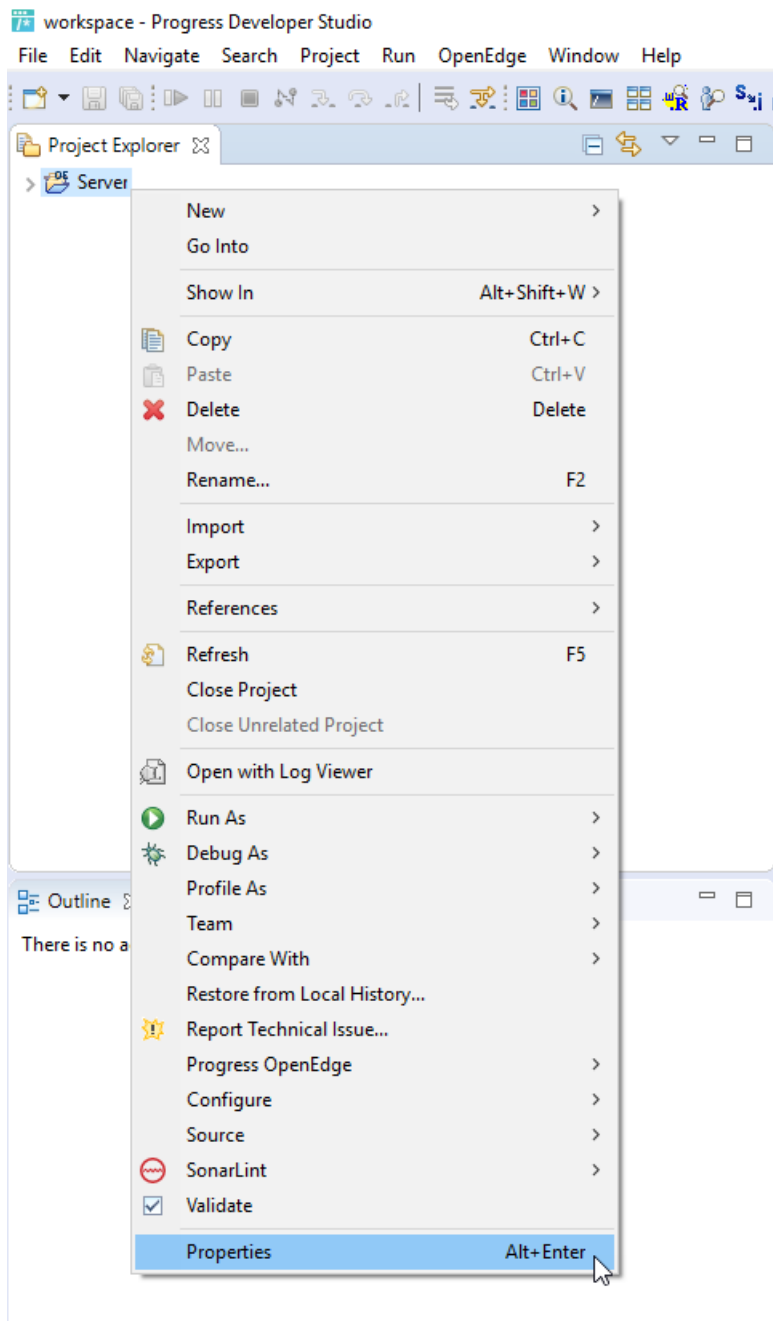 workspace - Progress Developer Studio
File Edit Navigate Search Project Run OpenEdge Window Help
Project Explorer
Server
New
Go Into
Show In Alt+Shift+W
Copy Ctrl+C
Paste Ctrl+V
Delete Delete
Move...
Rename... F2
Import
Export
References
Refresh F5
Close Project
Close Unrelated Project
Open with Log Viewer
Run As
Debug As
Profile As
Outline
Team
There is no a
Compare With
Restore from Local History...
Report Technical Issue...
Progress OpenEdge
Configure
Source
SonarLint
Validate
Properties Alt+Enter